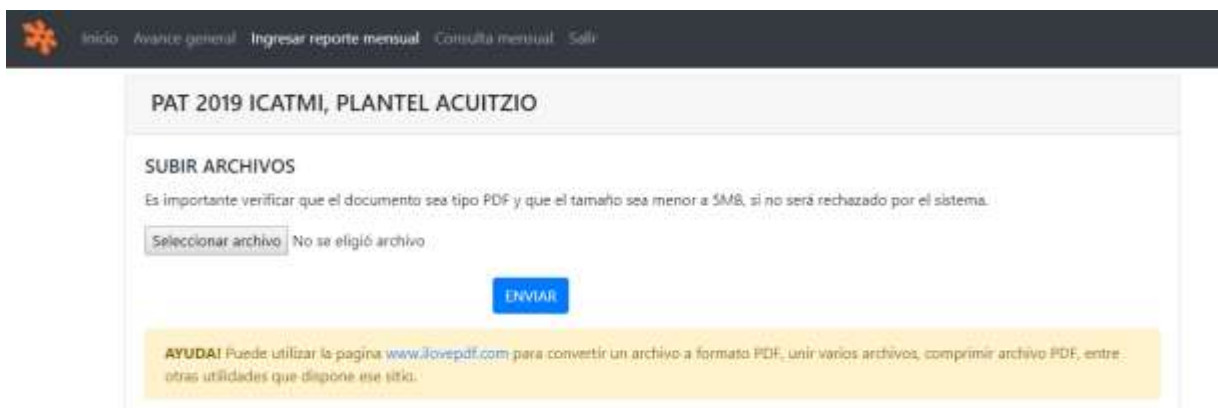 Inicio Avance general Ingresar reporte mensual Consulta mensual Salir
PAT 2019 ICATMI, PLANTEL ACUITZIO
SUBIR ARCHIVOS
Es importante verificar que el documento sea tipo PDF y que el tamaño sea menor a 5MB, si no será rechazado por el sistema.
Seleccionar archivo No se eligió archivo
ENVIAR
AYUDA! Puede utilizar la pagina www.ilovepdf.com para convertir un archivo a formato PDF, unir varios archivos, comprimir archivo PDF, entre
otras utilidades que dispone ese sitio.